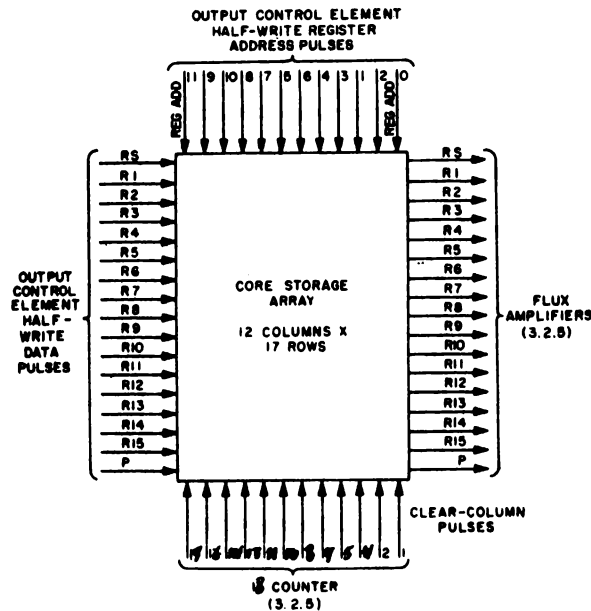 OUTPUT CONTROL ELEMENT
HALF-WRITE REGISTER
ADDRESS PULSES
REG ADD 11 9 10 8 7 5 6 4 3 1 2 REG ADD 0
RS
R1
R2
R3
R4
R5
R6
R7
R8
R9
R10
R11
R12
R13
R14
R15
P
OUTPUT
CONTROL
ELEMENT
HALF-
WRITE
DATA
PULSES
CORE STORAGE
ARRAY
12 COLUMNS X
17 ROWS
RS
R1
R2
R3
R4
R5
R6
R7
R8
R9
R10
R11
R12
R13
R14
R15
P
FLUX
AMPLIFIERS
(3.2.5)
CLEAR-COLUMN
PULSES
2 1
COUNTER
(3.2.5)